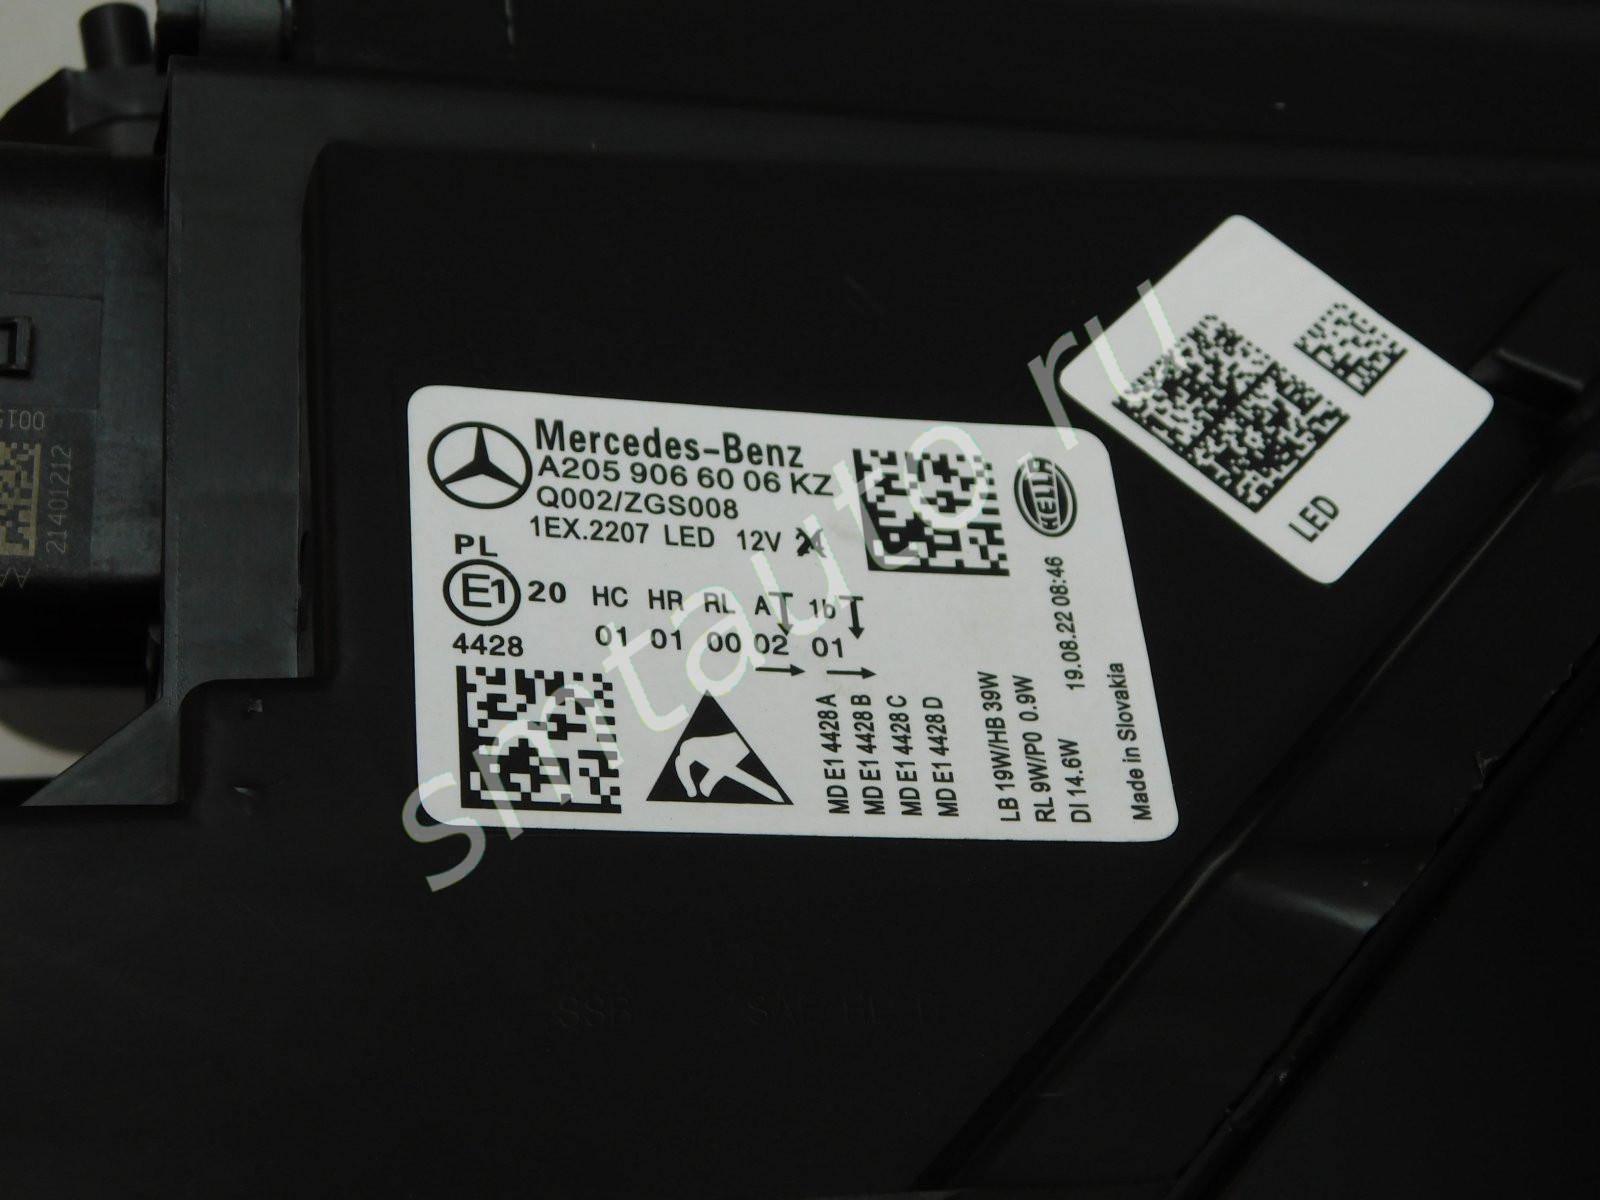 Mercedes-Benz
A205 906 60 06 KZ
Q002/ZGS008
1EX.2207 LED 12V
HELLA
PL
E1 20 HC HR RL A 1b
4428 01 01 00 02 01
MD E1 4428 A
MD E1 4428 B
MD E1 4428 C
MD E1 4428 D
LB 19W/HB 39W
RL 9W/P0 0.9W
DI 14.6W 19.08.22 08:46
Made in Slovakia
LED
21401212
smtauto.ru